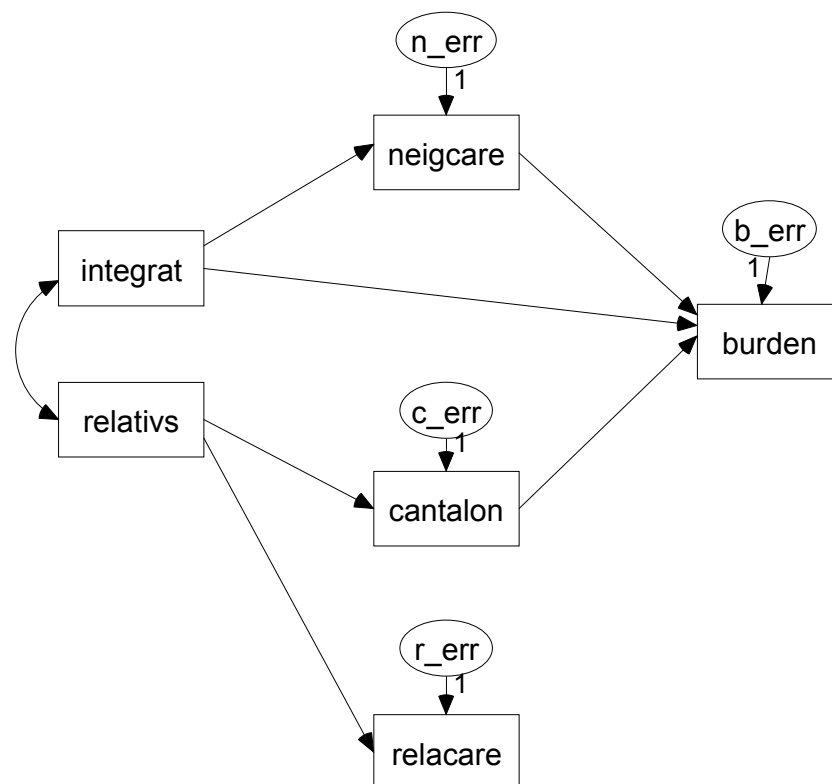 n_err
1
neigcare
b_err
1
integrat
burden
relativs
c_err
1
cantalon
r_err
1
relacare